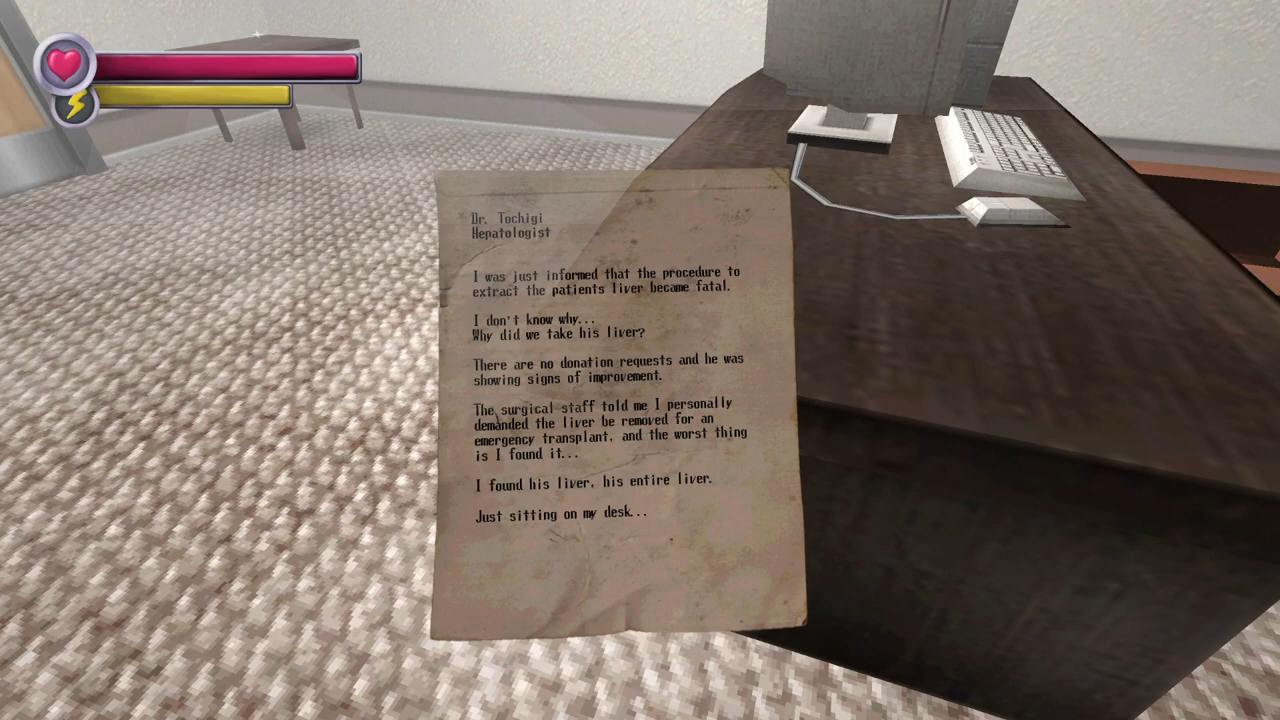 Dr. Tochigi
Hepatologist
I was just informed that the procedure to
extract the patients liver became fatal.
I don't know why...
Why did we take his liver?
There are no donation requests and he was
showing signs of improvement.
The surgical staff told me I personally
demanded the liver be removed for an
emergency transplant, and the worst thing
is I found it...
I found his liver, his entire liver.
Just sitting on my desk...